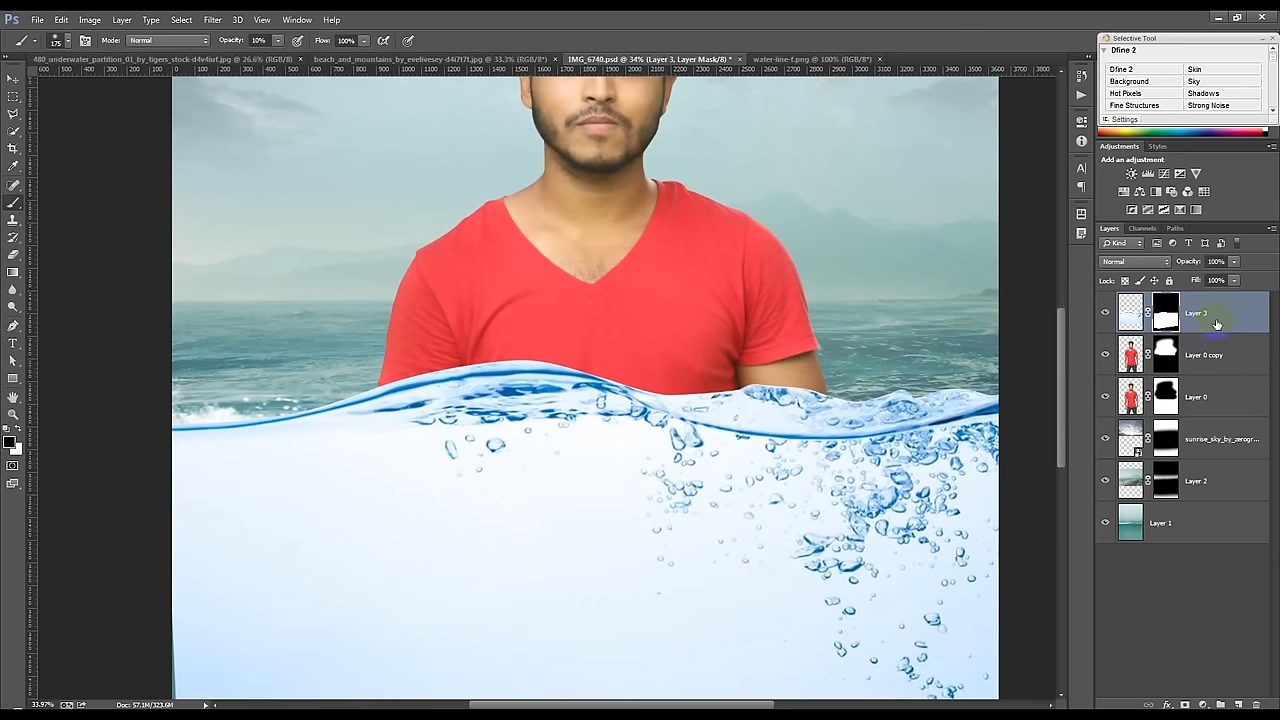 Ps File Edit Image Layer Type Select Filter 3D View Window Help
175 Mode: Normal Opacity: 10% Flow: 100%
480_underwater_partition_01_by_tigers_stock-d4v4iuf.jpg @ 26.6% (RGB/8) × beach_and_mountains_by_evelivesey-d4i7t7t.jpg @ 33.3% (RGB/8*) × IMG_6740.psd @ 34% (Layer 3, Layer Mask/8) * × water-line-f.png @ 100% (RGB/8*) ×
Selective Tool
Dfine 2
Dfine 2 Skin
Background Sky
Hot Pixels Shadows
Fine Structures Strong Noise
Settings
Adjustments Styles
Add an adjustment
Layers Channels Paths
Kind
Normal Opacity: 100%
Lock: Fill: 100%
Layer 3
Layer 0 copy
Layer 0
sunrise_sky_by_zerogr...
Layer 2
Layer 1
33.97% Doc: 57.1M/323.6M